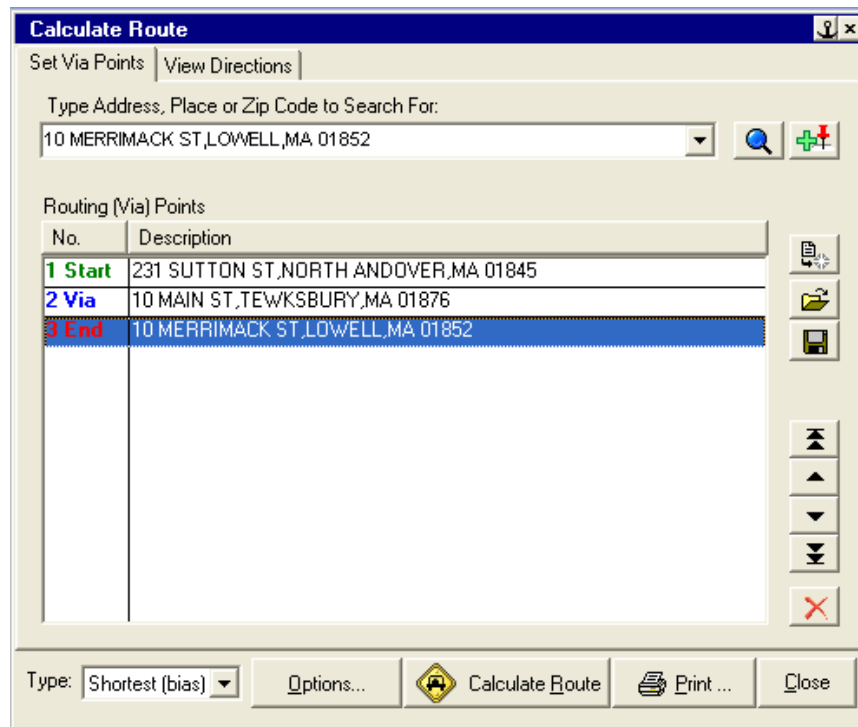 Calculate Route
Set Via Points View Directions
Type Address, Place or Zip Code to Search For:
10 MERRIMACK ST,LOWELL,MA 01852
Routing (Via) Points
No. Description
1 Start 231 SUTTON ST,NORTH ANDOVER,MA 01845
2 Via 10 MAIN ST,TEWKSBURY,MA 01876
3 End 10 MERRIMACK ST,LOWELL,MA 01852
Type: Shortest (bias) Options... Calculate Route Print ... Close